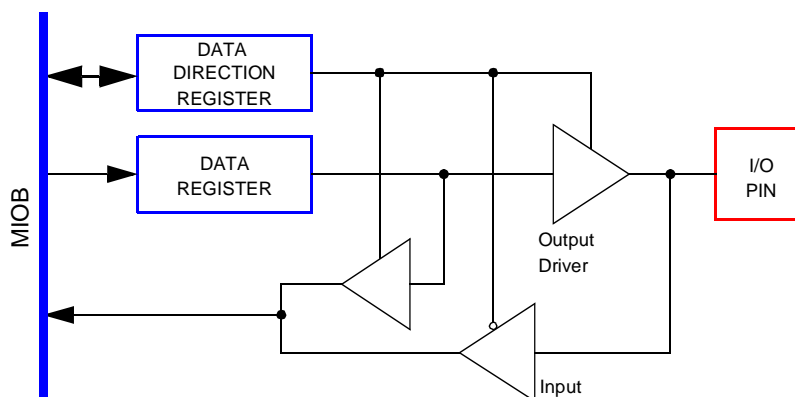 DATA
DIRECTION
REGISTER
DATA
REGISTER
I/O
PIN
MIOB
Output
Driver
Input